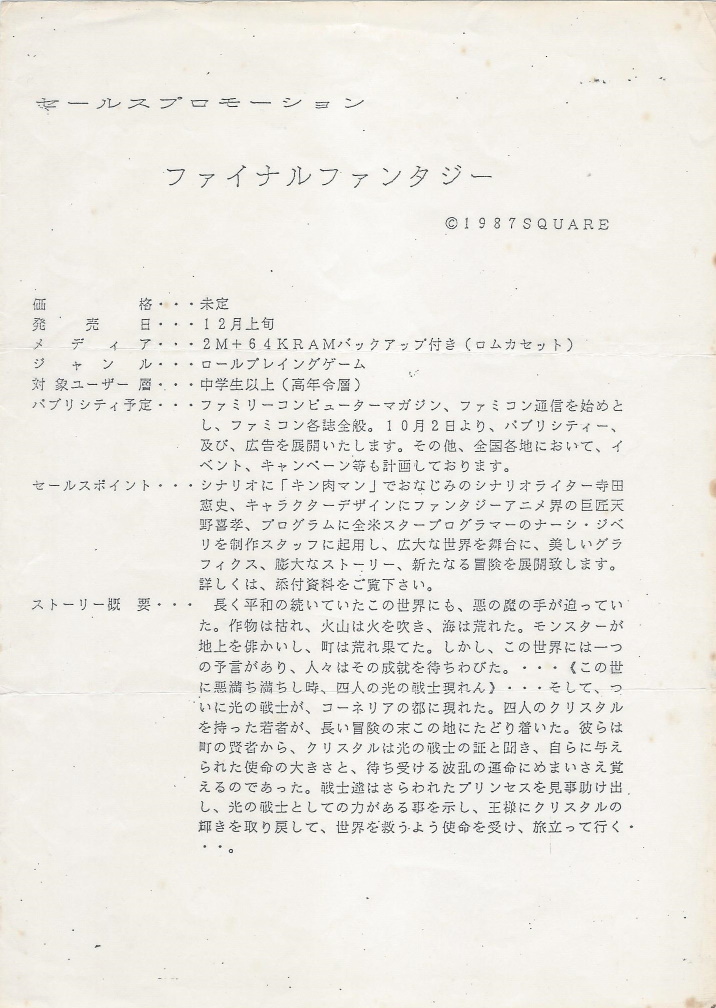 セールスプロモーション
ファイナルファンタジー
©1987SQUARE
価格・・・未定
発売日・・・12月上旬
メディア・・・2M+64KRAMバックアップ付き(ロムカセット)
ジャンル・・・ロールプレイングゲーム
対象ユーザー層・・・中学生以上(高年令層)
パブリシティ予定・・・ファミリーコンピューターマガジン、ファミコン通信を始めと
し、ファミコン各誌全般。10月2日より、パブリシティー、
及び、広告を展開いたします。その他、全国各地において、イ
ベント、キャンペーン等も計画しております。
セールスポイント・・・シナリオに「キン肉マン」でおなじみのシナリオライター寺田
憲史、キャラクターデザインにファンタジーアニメ界の巨匠天
野喜孝、プログラムに全米スタープログラマーのナーシ・ジベ
リを制作スタッフに起用し、広大な世界を舞台に、美しいグラ
フィクス、膨大なストーリー、新たなる冒険を展開致します。
詳しくは、添付資料をご覧下さい。
ストーリー概要・・・ 長く平和の続いていたこの世界にも、悪の魔の手が迫ってい
た。作物は枯れ、火山は火を吹き、海は荒れた。モンスターが
地上を俳かいし、町は荒れ果てた。しかし、この世界には一つ
の予言があり、人々はその成就を待ちわびた。・・・《この世
に悪満ち満ちし時、四人の光の戦士現れん》・・・そして、つ
いに光の戦士が、コーネリアの都に現れた。四人のクリスタル
を持った若者が、長い冒険の末この地にたどり着いた。彼らは
町の賢者から、クリスタルは光の戦士の証と聞き、自らに与え
られた使命の大きさと、待ち受ける波乱の運命にめまいさえ覚
えるのであった。戦士達はさらわれたプリンセスを見事助け出
し、光の戦士としての力がある事を示し、王様にクリスタルの
輝きを取り戻して、世界を救うよう使命を受け、旅立って行く・
・・。